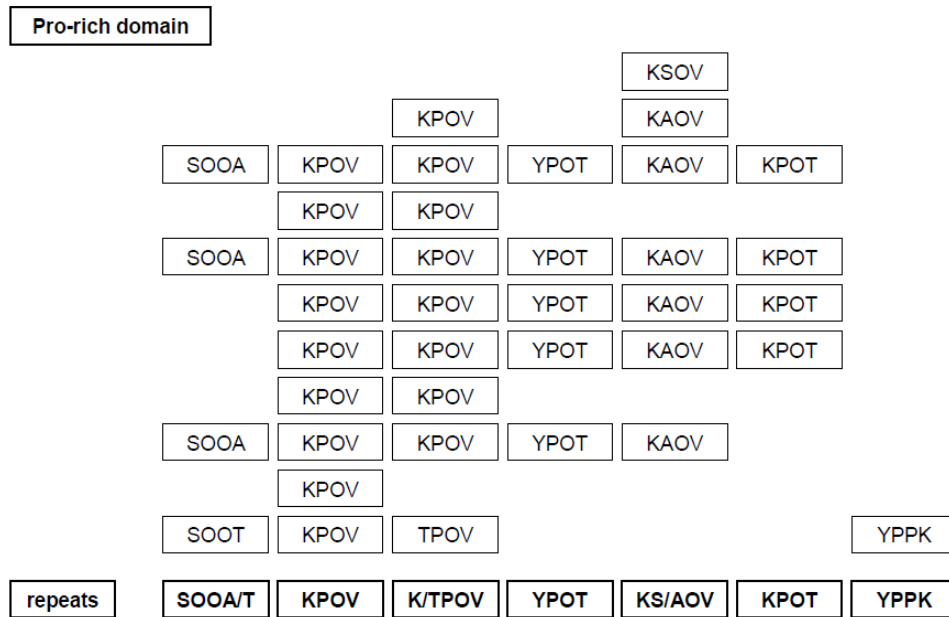 Pro-rich domain
KSOV
KPOV KAOV
SOOA KPOV KPOV YPOT KAOV KPOT
KPOV KPOV
SOOA KPOV KPOV YPOT KAOV KPOT
KPOV KPOV YPOT KAOV KPOT
KPOV KPOV YPOT KAOV KPOT
KPOV KPOV
SOOA KPOV KPOV YPOT KAOV
KPOV
SOOT KPOV TPOV YPPK
repeats SOOA/T KPOV K/TPOV YPOT KS/AOV KPOT YPPK